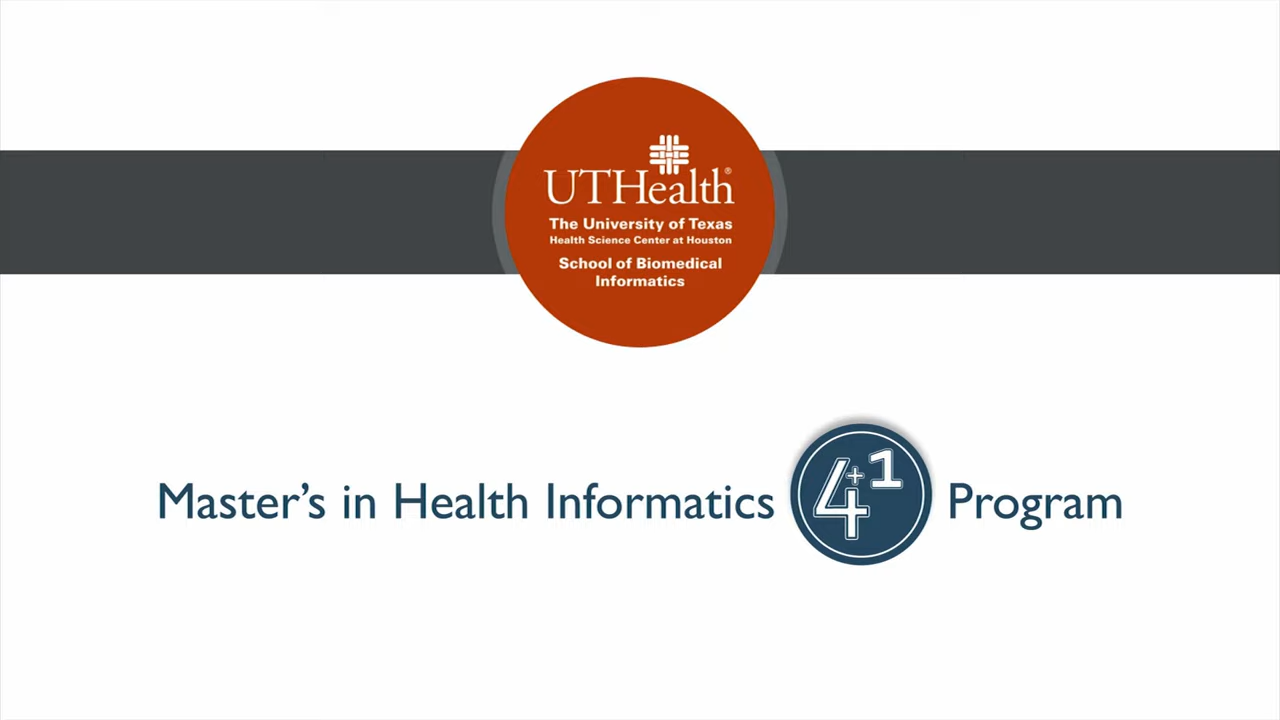 UTHealth®
The University of Texas
Health Science Center at Houston
School of Biomedical
Informatics
Master's in Health Informatics 4+1 Program